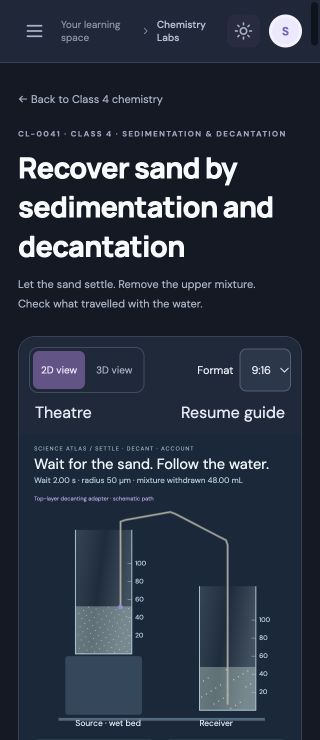 Your learning
space
›
Chemistry
Labs
S
← Back to Class 4 chemistry
CL-0041 · CLASS 4 · SEDIMENTATION & DECANTATION
Recover sand by
sedimentation and
decantation
Let the sand settle. Remove the upper mixture.
Check what travelled with the water.
2D view
3D view
Format
9:16
Theatre
Resume guide
SCIENCE ATLAS / SETTLE · DECANT · ACCOUNT
Wait for the sand. Follow the water.
Wait 2.00 s · radius 50 µm · mixture withdrawn 48.00 mL
Top-layer decanting adapter · schematic path
100
80
60
40
20
100
80
60
40
20
Source · wet bed
Receiver